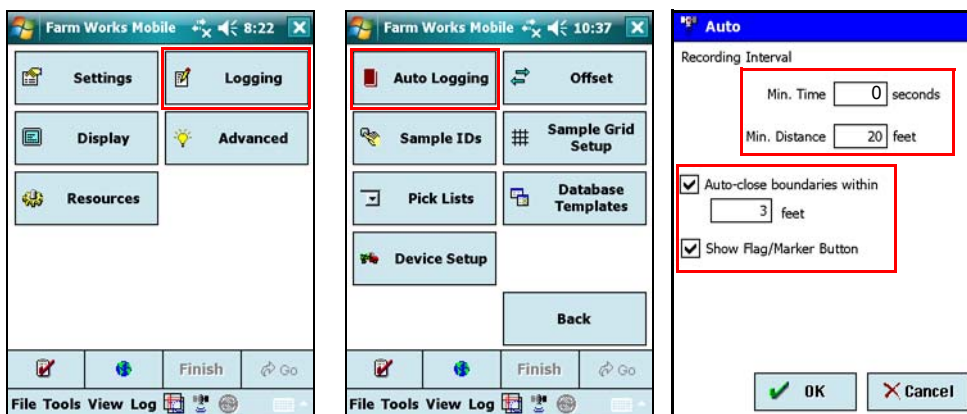 Farm Works Mobile 8:22
Settings Logging
Display Advanced
Resources
Finish Go
File Tools View Log
Farm Works Mobile 10:37
Auto Logging Offset
Sample IDs Sample Grid Setup
Pick Lists Database Templates
Device Setup
Back
Finish Go
File Tools View Log
Auto
Recording Interval
Min. Time 0 seconds
Min. Distance 20 feet
Auto-close boundaries within
3 feet
Show Flag/Marker Button
OK Cancel